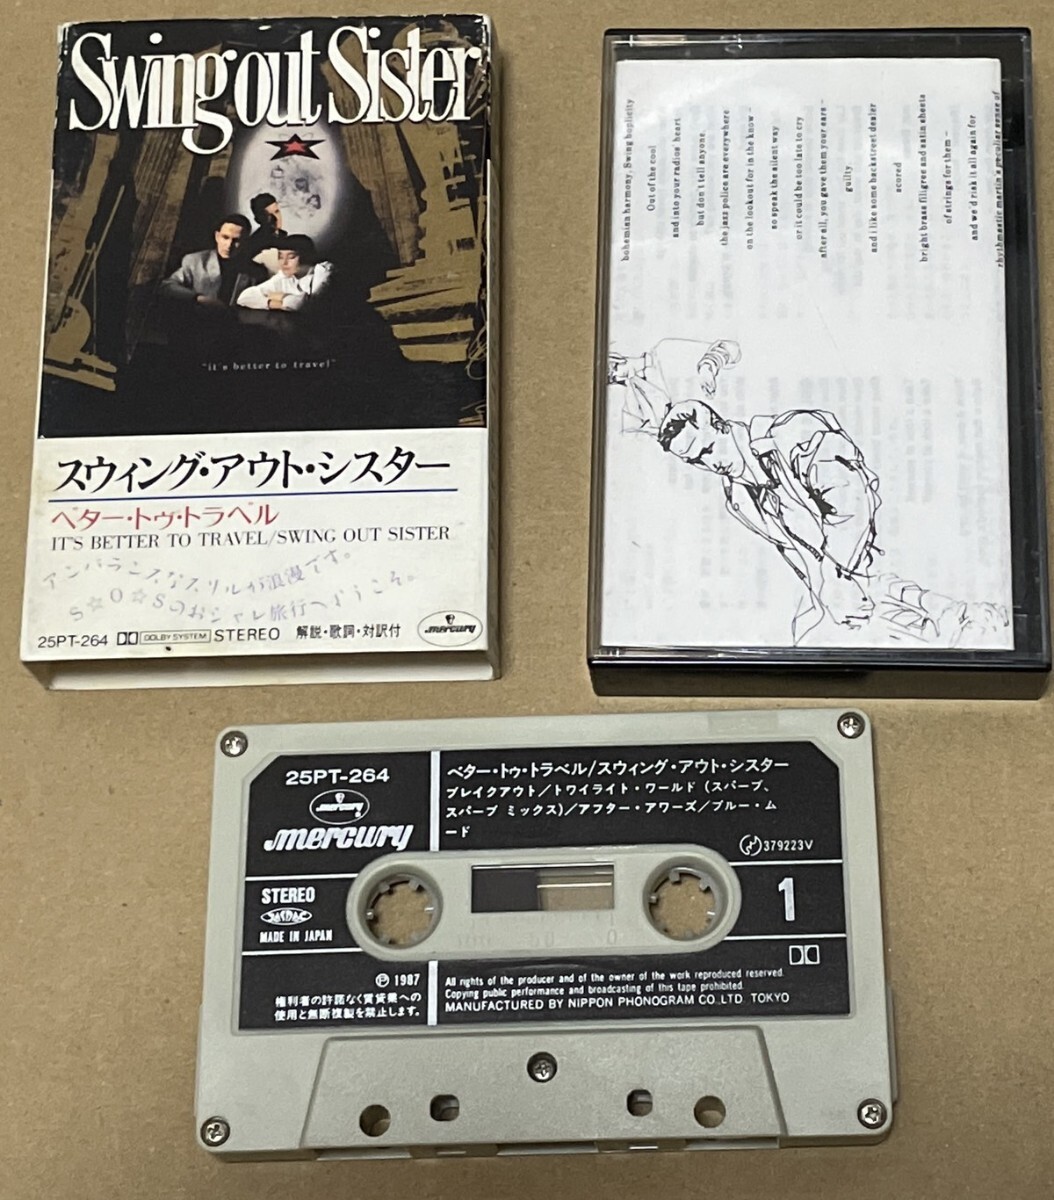 Swing out Sister
"it's better to travel"
スウィング・アウト・シスター
ベター・トゥ・トラベル
IT'S BETTER TO TRAVEL/SWING OUT SISTER
アンバランスなスリルが浪漫です。
S☆O☆Sのおシャレ旅行へようこそ。
25PT-264 DOLBY SYSTEM STEREO 解説・歌詞・対訳付 mercury
bohemian harmony, Swing hoplicity
Out of the cool
and into your radios' heart
but don't tell anyone.
the jazz police are everywhere
on the lookout for in the know -
so speak the silent way
or it could be too late to cry
after all, you gave them your ears -
guilty
and i like some backstreet dealer
scored
bright brass filigree and satin sheets
of strings for them -
and we'd risk it all again for
rhythmastic martin's peculiar sense of
25PT-264
mercury
mercury
STEREO
JASRAC
MADE IN JAPAN
ベター・トゥ・トラベル/スウィング・アウト・シスター
ブレイクアウト/トワイライト・ワールド (スパーブ、
スパーブ ミックス)/アフター・アワーズ/ブルー・ム
ード
379223V
1
Ⓟ 1987
権利者の許諾なく賃貸業への
使用と無断複製を禁止します。
All rights of the producer and of the owner of the work reproduced reserved.
Copying public performance and broadcasting of this tape prohibited.
MANUFACTURED BY NIPPON PHONOGRAM CO.,LTD. TOKYO